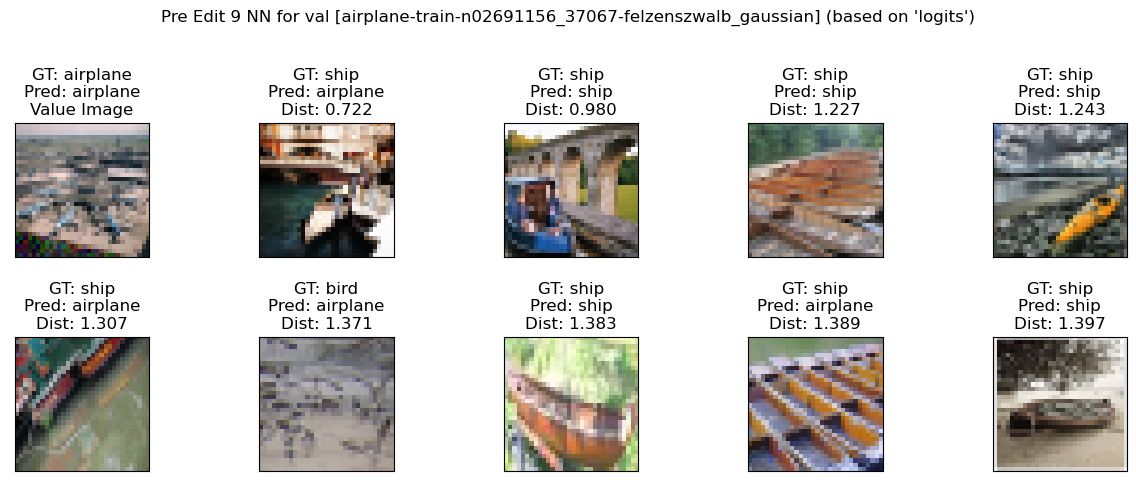 Pre Edit 9 NN for val [airplane-train-n02691156_37067-felzenszwalb_gaussian] (based on 'logits')
GT: airplane
Pred: airplane
Value Image
GT: ship
Pred: airplane
Dist: 0.722
GT: ship
Pred: ship
Dist: 0.980
GT: ship
Pred: ship
Dist: 1.227
GT: ship
Pred: ship
Dist: 1.243
GT: ship
Pred: airplane
Dist: 1.307
GT: bird
Pred: airplane
Dist: 1.371
GT: ship
Pred: ship
Dist: 1.383
GT: ship
Pred: airplane
Dist: 1.389
GT: ship
Pred: ship
Dist: 1.397